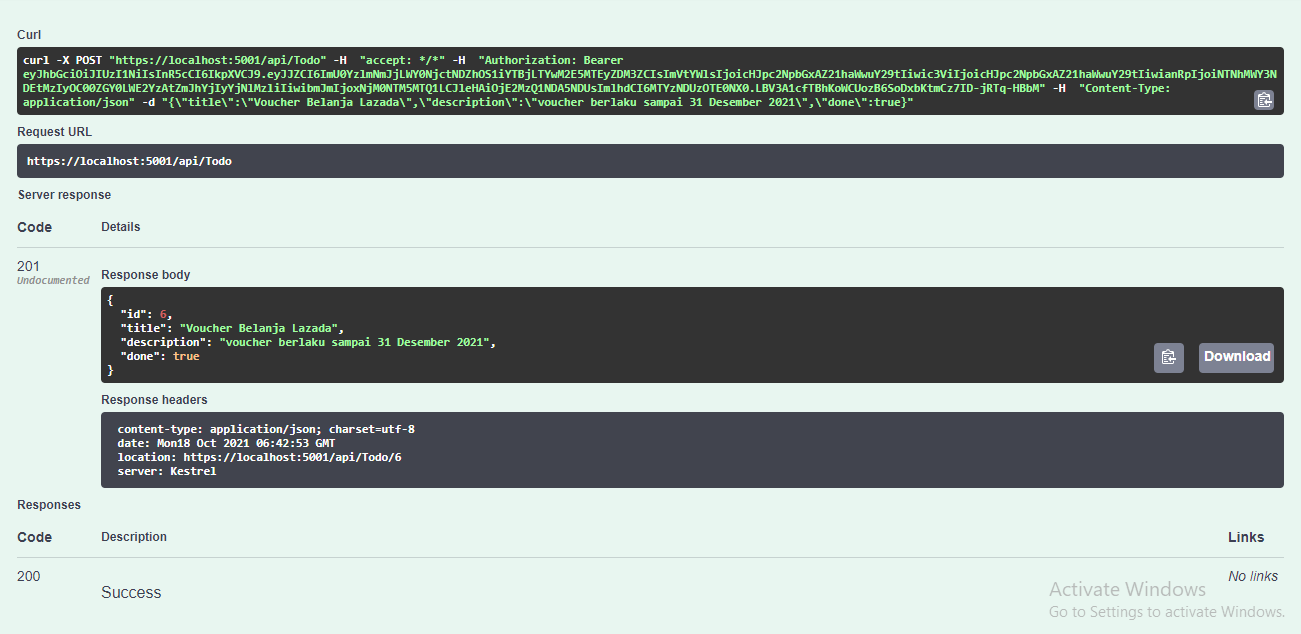 Curl
curl -X POST "https://localhost:5001/api/Todo" -H  "accept: */*" -H  "Authorization: Bearer
eyJhbGciOiJIUzI1NiIsInR5cCI6IkpXVCJ9.eyJJZCI6ImU0YzlmNmJjLWY0NjctNDZhOS1iYTBjLTYwM2E5MTEyZDM3ZCIsImVtYWlsIjoicHJpc2NpbGxAZ21haWwuY29tIiwic3ViIjoicHJpc2NpbGxAZ21haWwuY29tIiwianRpIjoiNTNhMWY3N
DEtMzIyOC00ZGY0LWE2YzAtZmJhYjIyYjNlMzliIiwibmJmIjoxNjM0NTM5MTQ1LCJleHAiOjE2MzQ1NDA5NDUsImlhdCI6MTYzNDUzOTE0NX0.LBV3A1cfTBhKoWCUozB6SoDxbKtmCz7ID-jRTq-HBbM" -H  "Content-Type:
application/json" -d "{\"title\":\"Voucher Belanja Lazada\",\"description\":\"voucher berlaku sampai 31 Desember 2021\",\"done\":true}"
Request URL
https://localhost:5001/api/Todo
Server response
Code Details
201
Undocumented
Response body
{
"id": 6,
"title": "Voucher Belanja Lazada",
"description": "voucher berlaku sampai 31 Desember 2021",
"done": true
}
Download
Response headers
content-type: application/json; charset=utf-8
date: Mon18 Oct 2021 06:42:53 GMT
location: https://localhost:5001/api/Todo/6
server: Kestrel
Responses
Code Description Links
200 No links
Success
Activate Windows
Go to Settings to activate Windows.